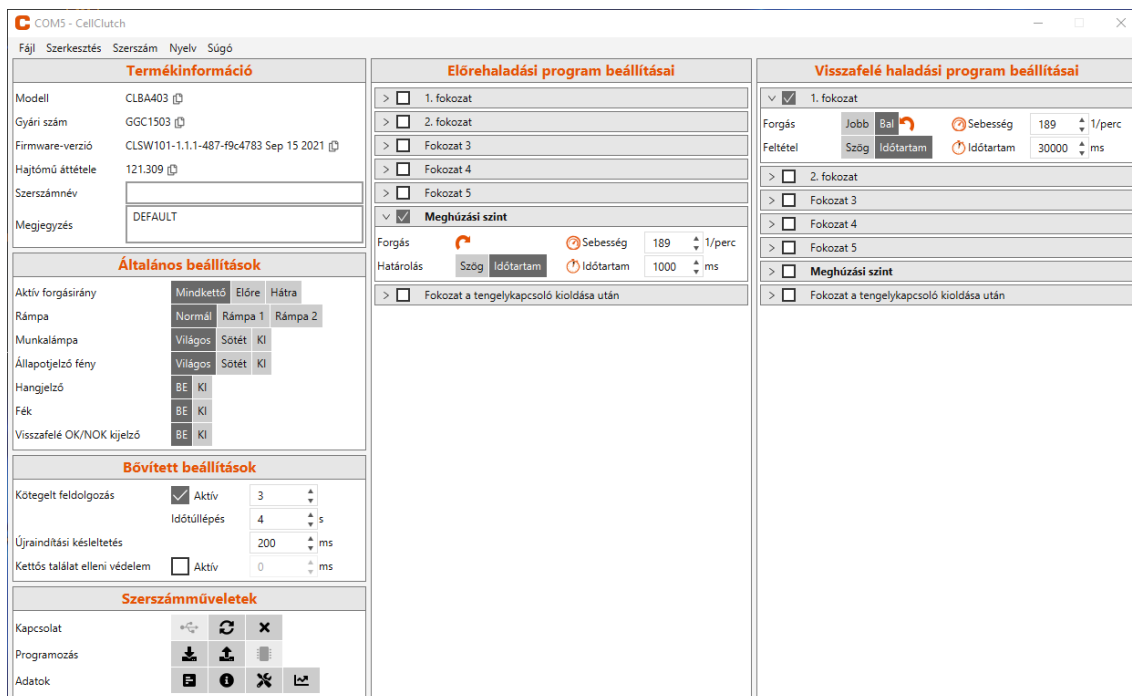 COM5 - CellClutch
Fájl Szerkesztés Szerszám Nyelv Súgó
Termékinformáció
Modell CLBA403
Gyári szám GGC1503
Firmware-verzió CLSW101-1.1.1-487-f9c4783 Sep 15 2021
Hajtómű áttétele 121.309
Szerszámnév
Megjegyzés DEFAULT
Általános beállítások
Aktív forgásirány Mindkettő Előre Hátra
Rámpa Normál Rámpa 1 Rámpa 2
Munkalámpa Világos Sötét KI
Állapotjelző fény Világos Sötét KI
Hangjelző BE KI
Fék BE KI
Visszafelé OK/NOK kijelző BE KI
Bővített beállítások
Kötegelt feldolgozás Aktív 3
Időtúllépés 4 s
Újraindítási késleltetés 200 ms
Kettős találat elleni védelem Aktív 0 ms
Szerszámműveletek
Kapcsolat
Programozás
Adatok
Előrehaladási program beállításai
1. fokozat
2. fokozat
Fokozat 3
Fokozat 4
Fokozat 5
Meghúzási szint
Forgás Sebesség 189 1/perc
Határolás Szög Időtartam Időtartam 1000 ms
Fokozat a tengelykapcsoló kioldása után
Visszafelé haladási program beállításai
1. fokozat
Forgás Jobb Bal Sebesség 189 1/perc
Feltétel Szög Időtartam Időtartam 30000 ms
2. fokozat
Fokozat 3
Fokozat 4
Fokozat 5
Meghúzási szint
Fokozat a tengelykapcsoló kioldása után